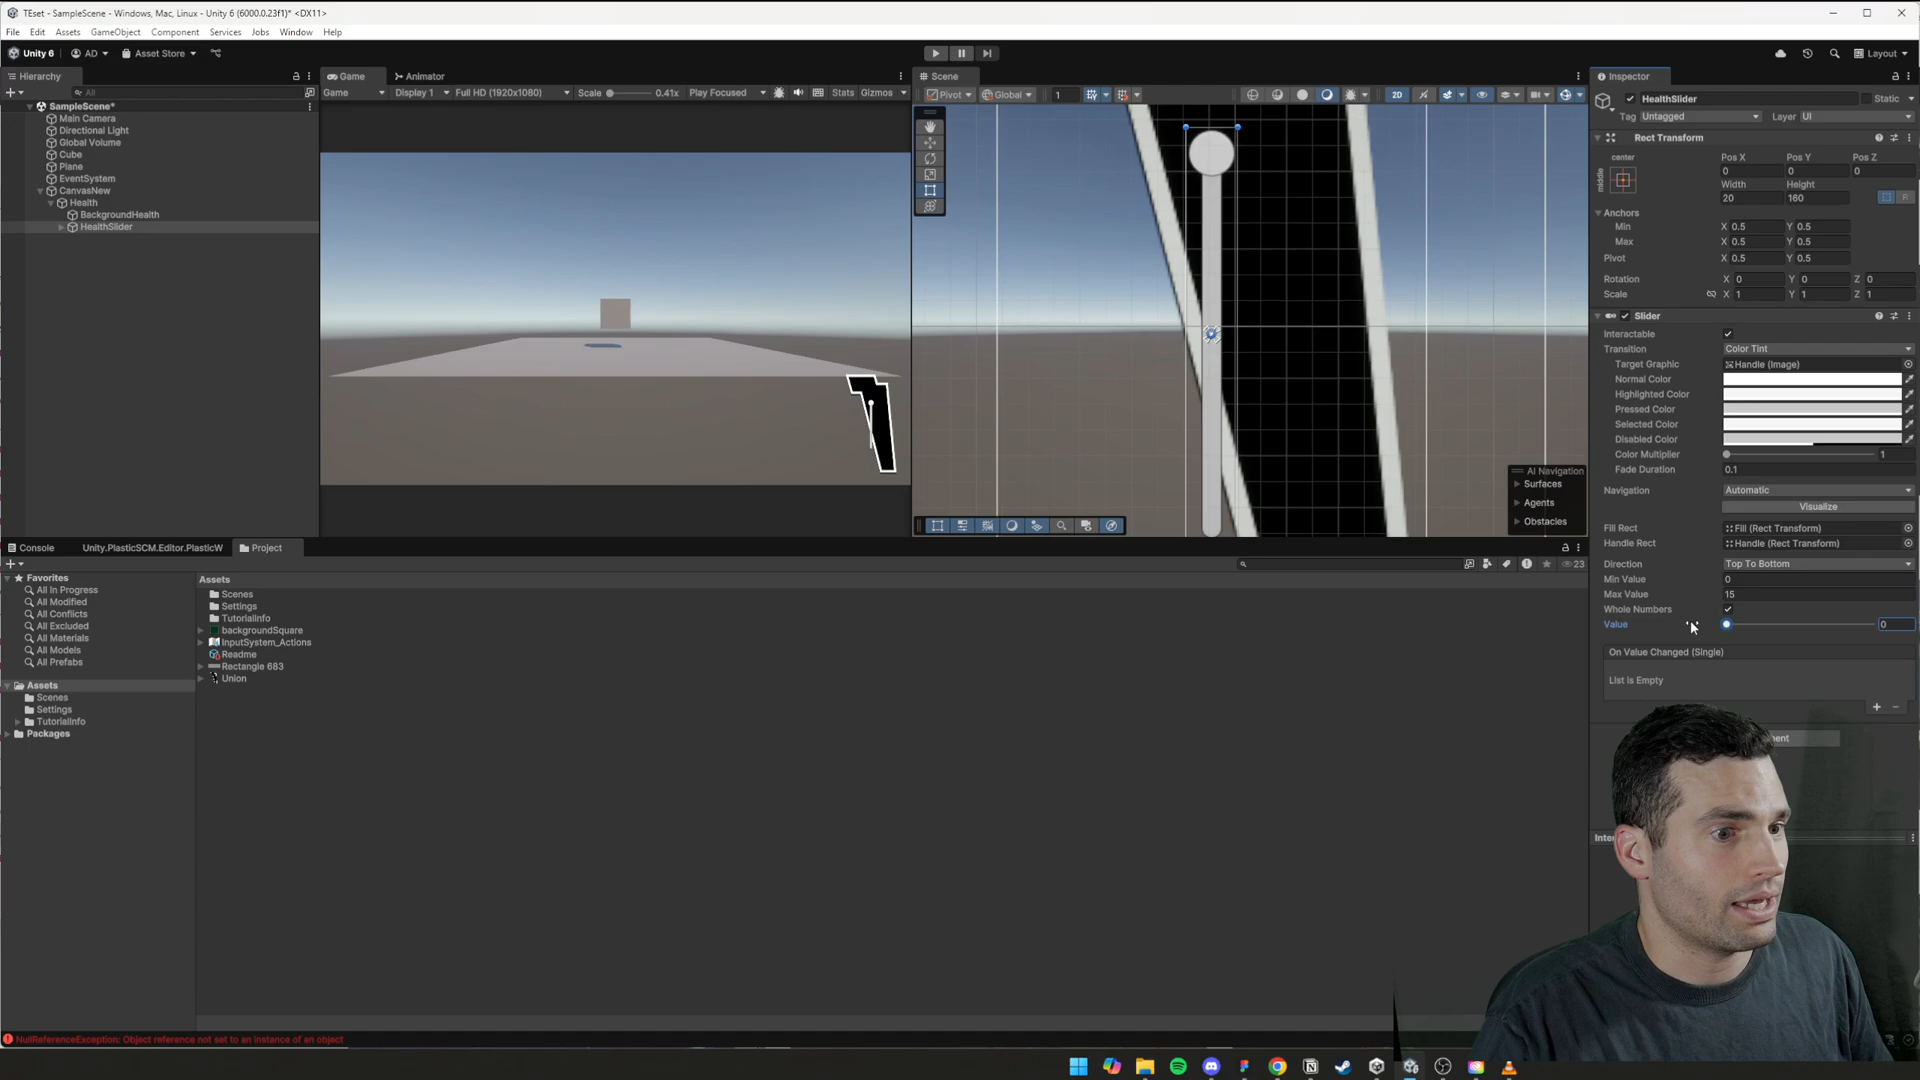 TEset - SampleScene - Windows, Mac, Linux - Unity 6 (6000.0.23f1)* <DX11>
File Edit Assets GameObject Component Services Jobs Window Help
Unity 6 AD Asset Store Layout
Hierarchy
All
SampleScene*
Main Camera
Directional Light
Global Volume
Cube
Plane
EventSystem
CanvasNew
Health
BackgroundHealth
HealthSlider
Game Animator
Game Display 1 Full HD (1920x1080) Scale 0.41x Play Focused Stats Gizmos
Scene
Pivot Global 1 2D
AI Navigation
Surfaces
Agents
Obstacles
Inspector
HealthSlider Static
Tag Untagged Layer UI
Rect Transform
center Pos X Pos Y Pos Z
middle 0 0 0
Width Height
20 160 R
Anchors
Min X 0.5 Y 0.5
Max X 0.5 Y 0.5
Pivot X 0.5 Y 0.5
Rotation X 0 Y 0 Z 0
Scale X 1 Y 1 Z 1
Slider
Interactable
Transition Color Tint
Target Graphic Handle (Image)
Normal Color
Highlighted Color
Pressed Color
Selected Color
Disabled Color
Color Multiplier 1
Fade Duration 0.1
Navigation Automatic
Visualize
Fill Rect Fill (Rect Transform)
Handle Rect Handle (Rect Transform)
Direction Top To Bottom
Min Value 0
Max Value 15
Whole Numbers
Value 0
On Value Changed (Single)
List is Empty
Console Unity.PlasticSCM.Editor.PlasticW Project
23
Favorites
All In Progress
All Modified
All Conflicts
All Excluded
All Materials
All Models
All Prefabs
Assets
Scenes
Settings
TutorialInfo
Packages
Assets
Scenes
Settings
TutorialInfo
backgroundSquare
InputSystem_Actions
Readme
Rectangle 683
Union
NullReferenceException: Object reference not set to an instance of an object